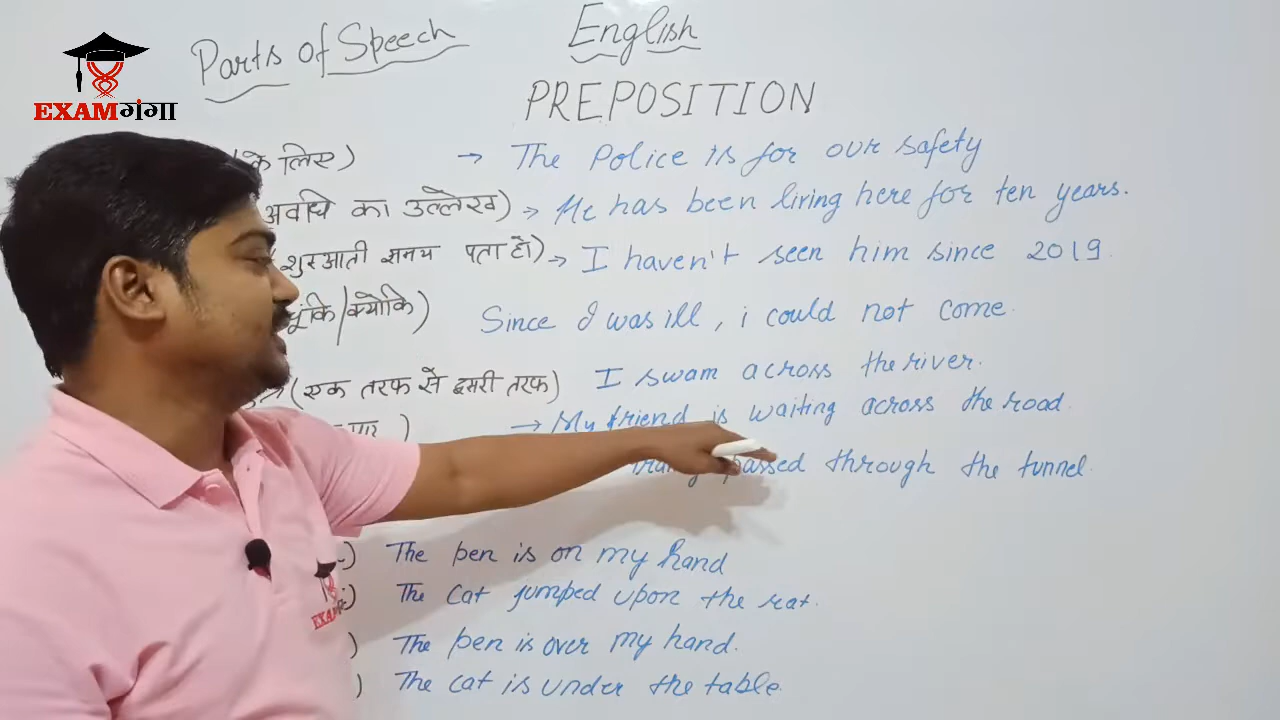 Parts of Speech
English
EXAMगंगा
PREPOSITION
के लिए) → The Police is for our safety
अवधि का उल्लेख) → He has been living here for ten years.
(शुरुआती समय पता हो) → I haven't seen him since 2019
चूंकि/क्योंकि) Since I was ill, i could not come.
(एक तरफ से दूसरी तरफ) I swam across the river.
) → My friend is waiting across the road.
passed through the tunnel.
) The pen is on my hand
) The cat jumped upon the rat.
) The pen is over my hand.
) The cat is under the table.
EXAM